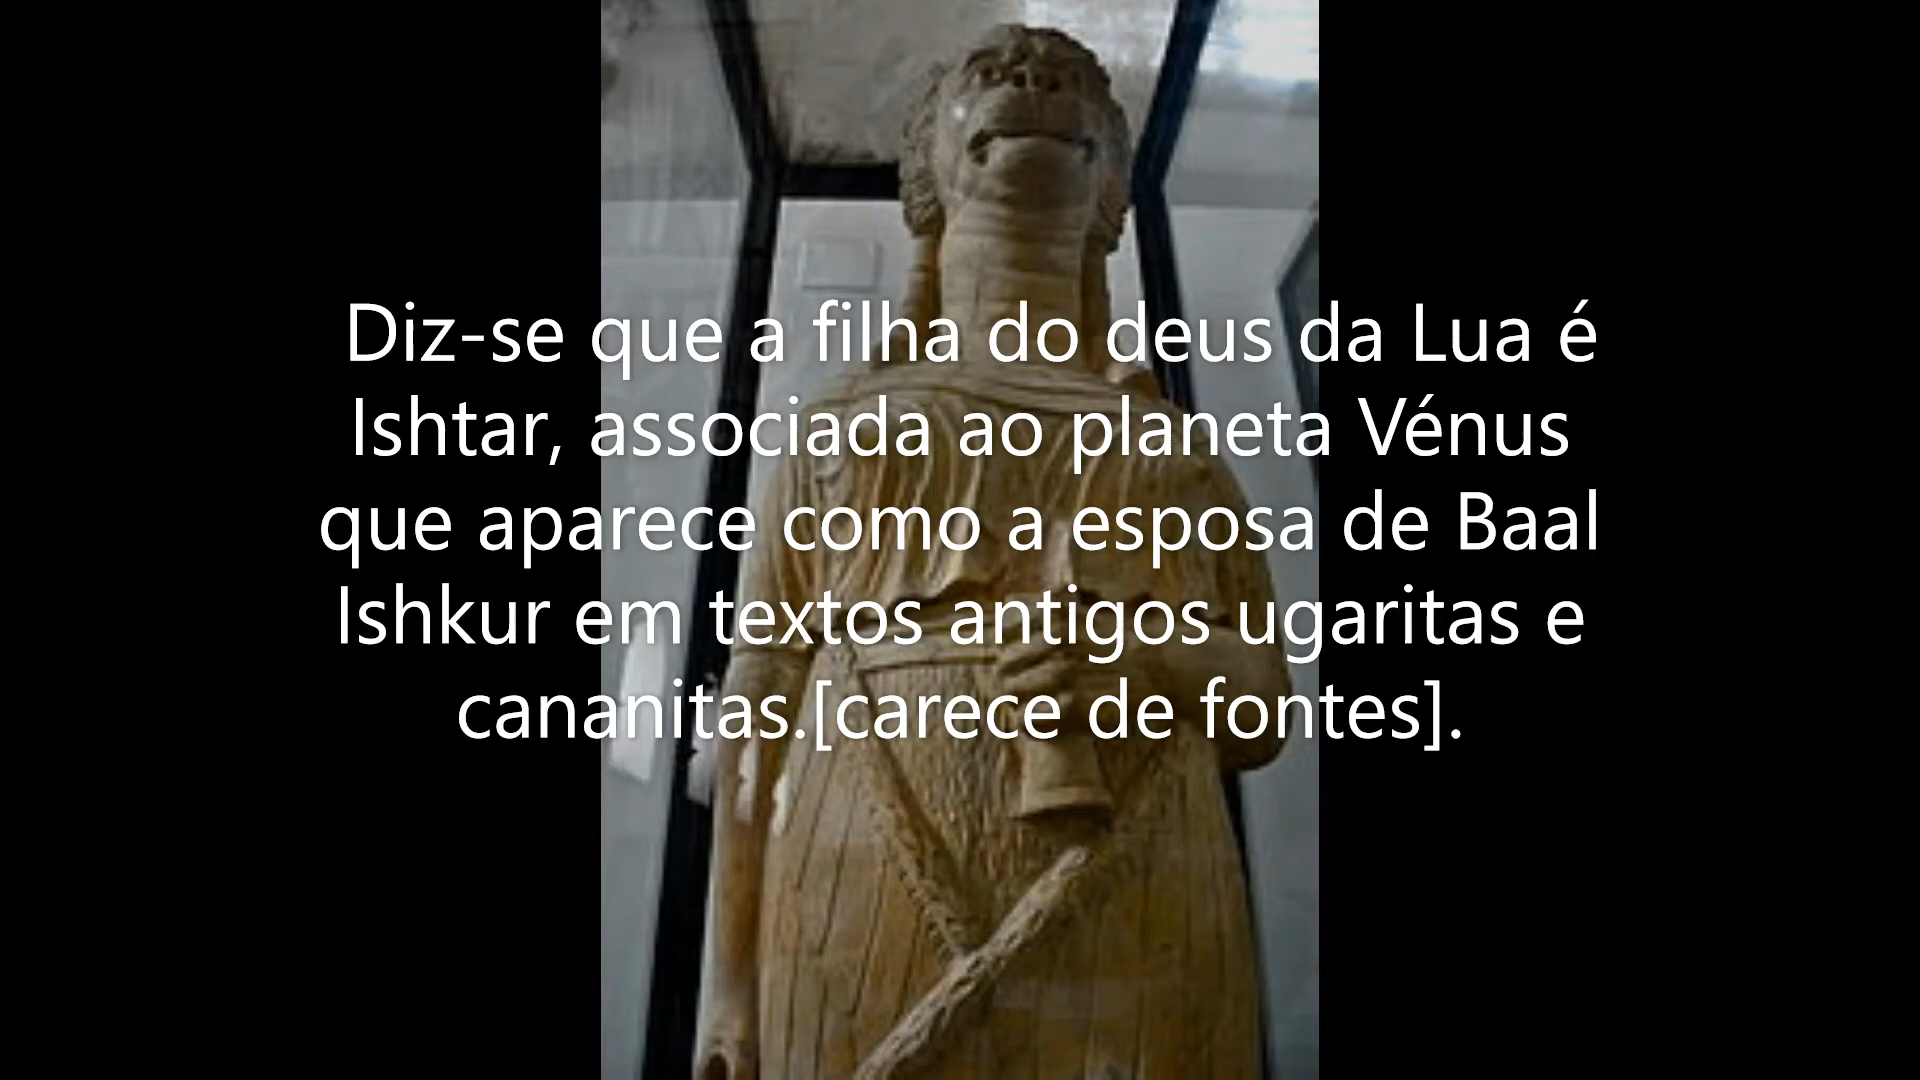 Diz-se que a filha do deus da Lua é
Ishtar, associada ao planeta Vénus
que aparece como a esposa de Baal
Ishkur em textos antigos ugaritas e
cananitas.[carece de fontes].